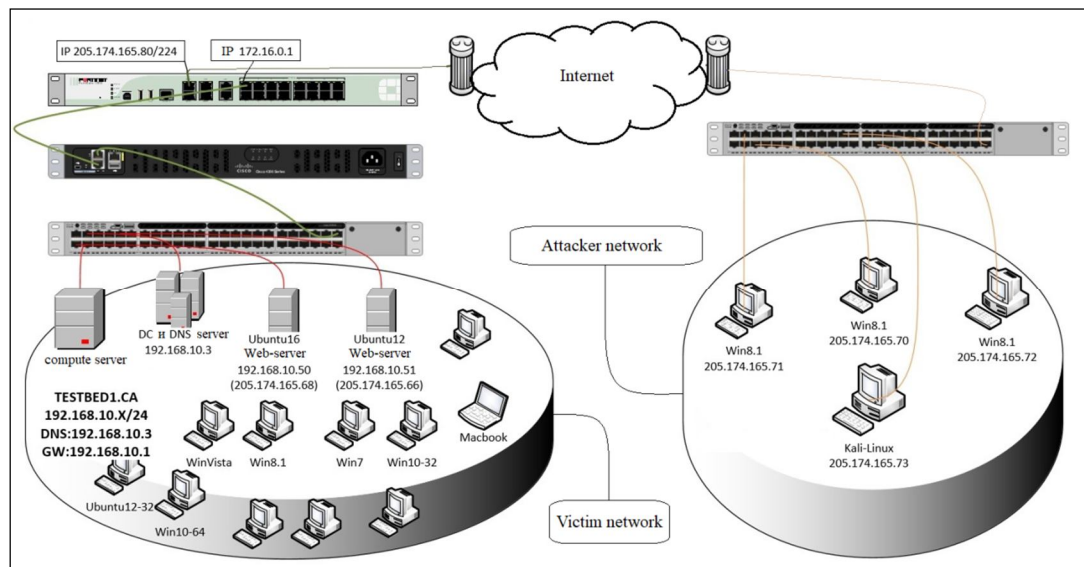 IP 205.174.165.80/224
IP 172.16.0.1
Internet
Attacker network
DC и DNS server
192.168.10.3
compute server
Ubuntu16
Web-server
192.168.10.50
(205.174.165.68)
Ubuntu12
Web-server
192.168.10.51
(205.174.165.66)
TESTBED1.CA
192.168.10.X/24
DNS:192.168.10.3
GW:192.168.10.1
WinVista
Win8.1
Win7
Win10-32
Macbook
Ubuntu12-32
Win10-64
Victim network
Win8.1
205.174.165.71
Win8.1
205.174.165.70
Win8.1
205.174.165.72
Kali-Linux
205.174.165.73